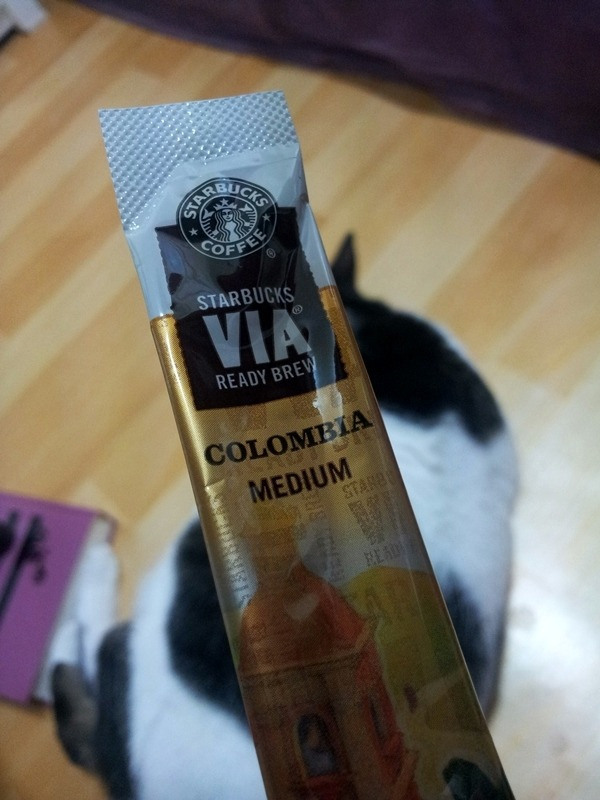 STARBUCKS
COFFEE
®
STARBUCKS
VIA®
READY BREW
COLOMBIA
MEDIUM